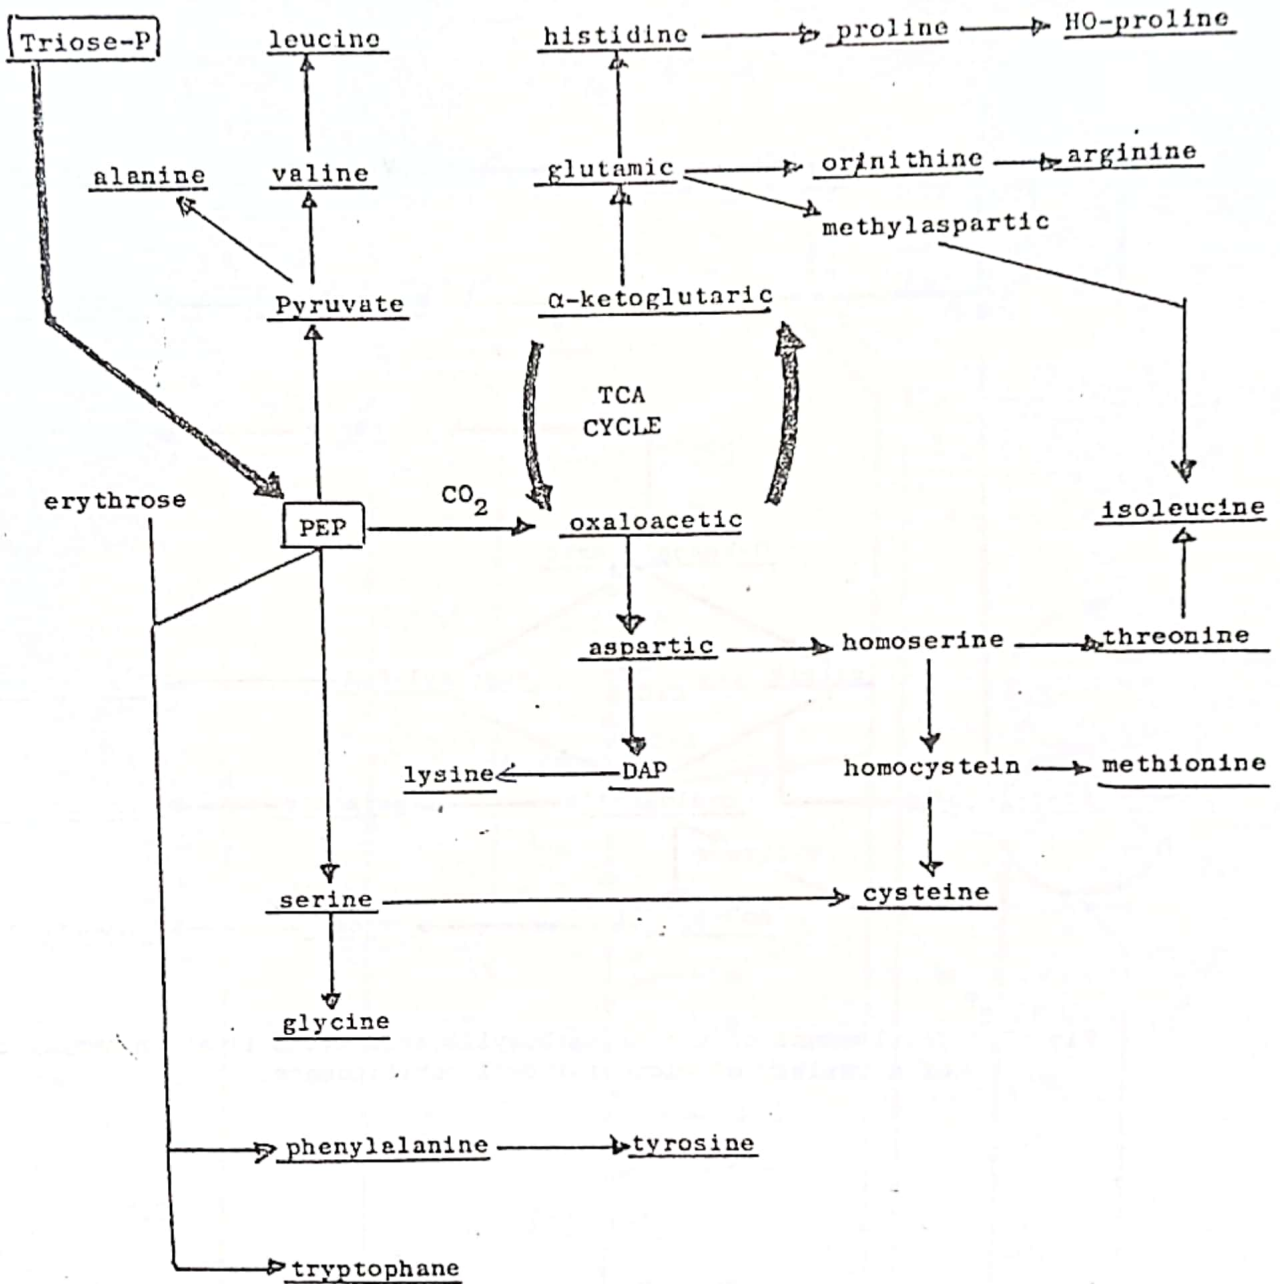 Triose-P
leucine
histidine
proline
HO-proline
alanine
valine
glutamic
orinithine
arginine
methylaspartic
Pyruvate
α-ketoglutaric
TCA
CYCLE
erythrose
PEP
CO₂
oxaloacetic
isoleucine
aspartic
homoserine
threonine
lysine
DAP
homocystein
methionine
serine
cysteine
glycine
phenylalanine
tyrosine
tryptophane